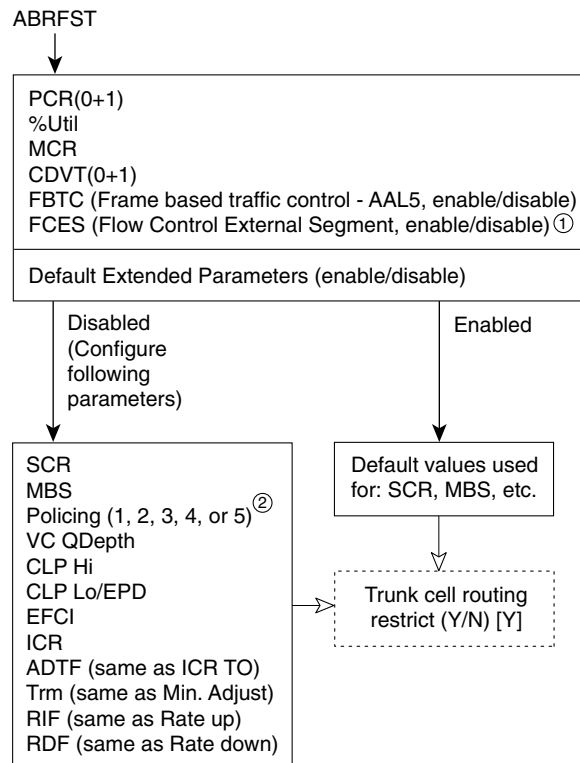 ABRFST
PCR(0+1)
%Util
MCR
CDVT(0+1)
FBTC (Frame based traffic control - AAL5, enable/disable)
FCES (Flow Control External Segment, enable/disable) ①
Default Extended Parameters (enable/disable)
Disabled
(Configure
following
parameters)
Enabled
SCR
MBS
Policing (1, 2, 3, 4, or 5) ②
VC QDepth
CLP Hi
CLP Lo/EPD
EFCI
ICR
ADTF (same as ICR TO)
Trm (same as Min. Adjust)
RIF (same as Rate up)
RDF (same as Rate down)
Default values used
for: SCR, MBS, etc.
Trunk cell routing
restrict (Y/N) [Y]